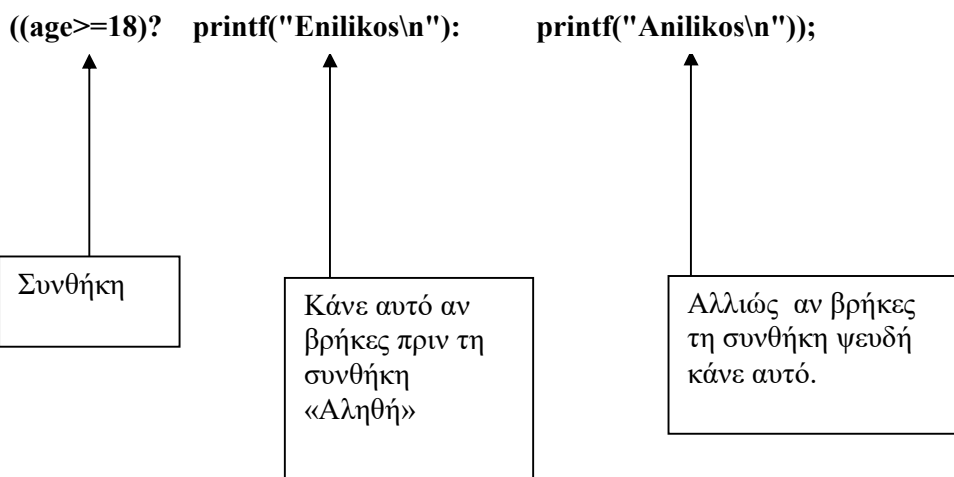 ((age>=18)? printf("Enilikos\n"): printf("Anilikos\n"));
Συνθήκη
Κάνε αυτό αν
βρήκες πριν τη
συνθήκη
«Αληθή»
Αλλιώς αν βρήκες
τη συνθήκη ψευδή
κάνε αυτό.